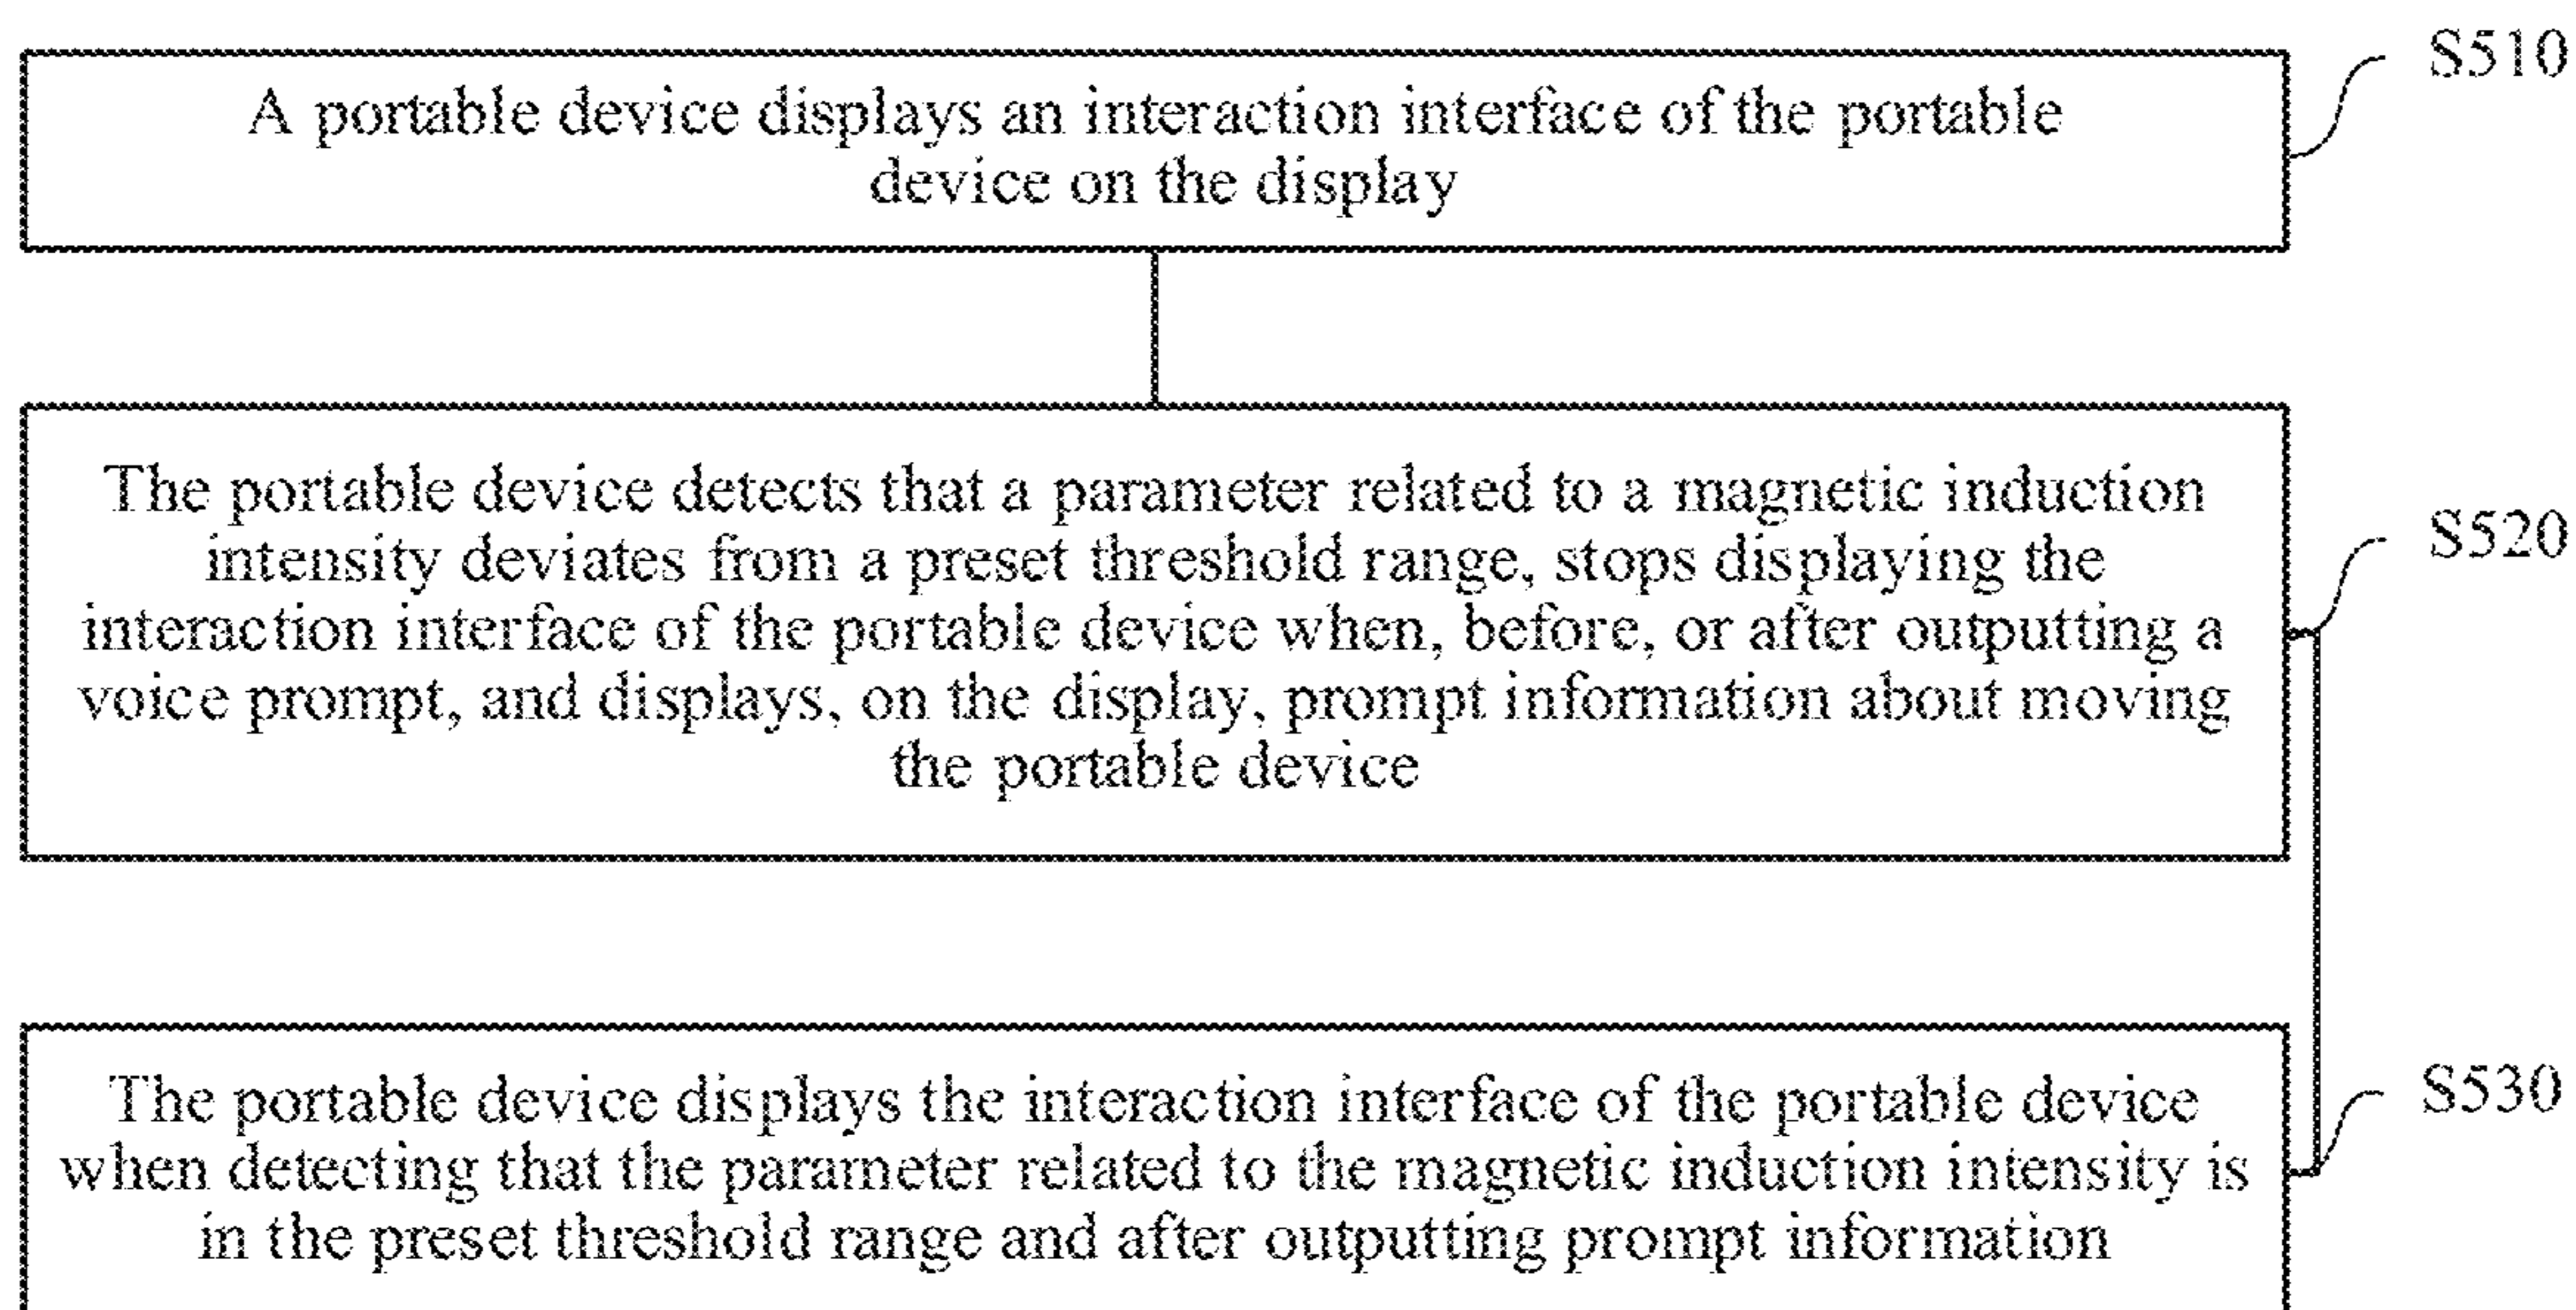 S510
A portable device displays an interaction interface of the portable
device on the display
The portable device detects that a parameter related to a magnetic induction
intensity deviates from a preset threshold range, stops displaying the
S520
interaction interface of the portable device when, before, or after outputting a
voice prompt, and displays, on the display, prompt information about moving
the portable device
The portable device displays the interaction interface of the portable device
S530
when detecting that the parameter related to the magnetic induction intensity is
in the preset threshold range and after outputting prompt information